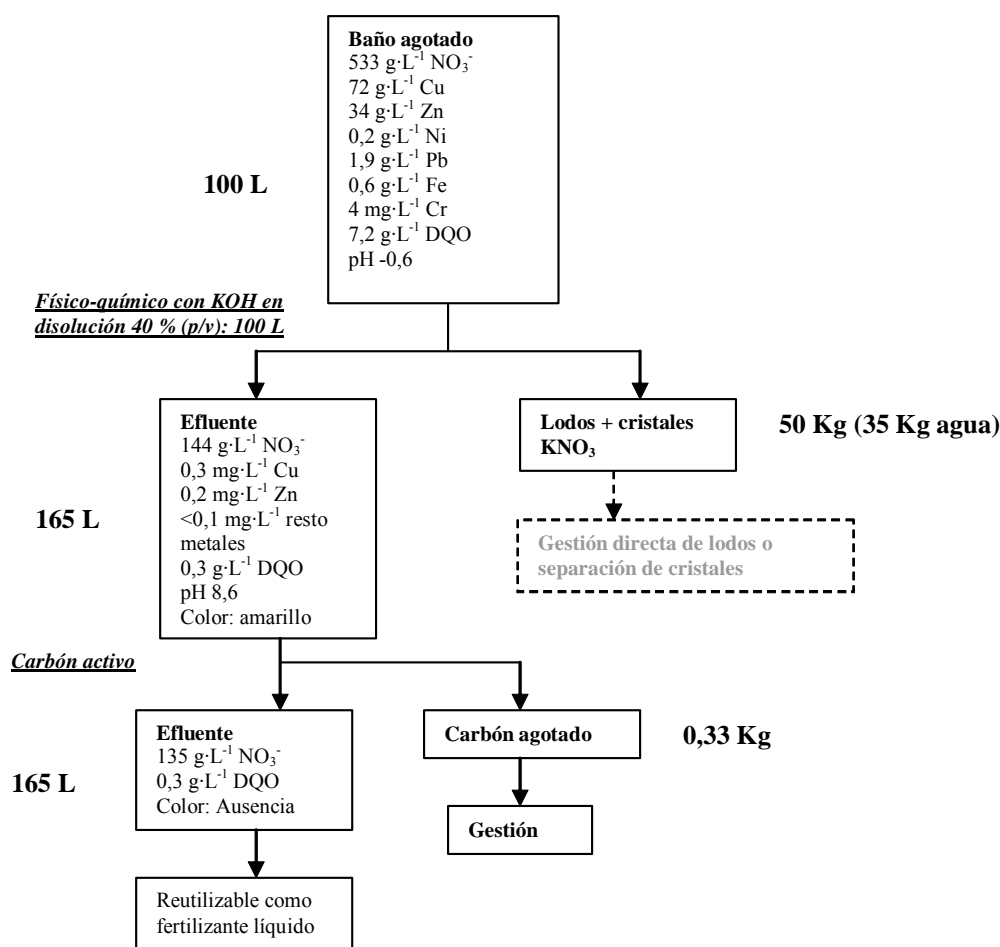 Baño agotado
533 g·L⁻¹ NO₃⁻
72 g·L⁻¹ Cu
34 g·L⁻¹ Zn
0,2 g·L⁻¹ Ni
1,9 g·L⁻¹ Pb
0,6 g·L⁻¹ Fe
4 mg·L⁻¹ Cr
7,2 g·L⁻¹ DQO
pH -0,6
100 L
Físico-químico con KOH en
disolución 40 % (p/v): 100 L
Efluente
144 g·L⁻¹ NO₃⁻
0,3 mg·L⁻¹ Cu
0,2 mg·L⁻¹ Zn
<0,1 mg·L⁻¹ resto
metales
0,3 g·L⁻¹ DQO
pH 8,6
Color: amarillo
165 L
Lodos + cristales
KNO₃
50 Kg (35 Kg agua)
Gestión directa de lodos o
separación de cristales
Carbón activo
Efluente
135 g·L⁻¹ NO₃⁻
0,3 g·L⁻¹ DQO
Color: Ausencia
165 L
Carbón agotado
0,33 Kg
Gestión
Reutilizable como
fertilizante líquido